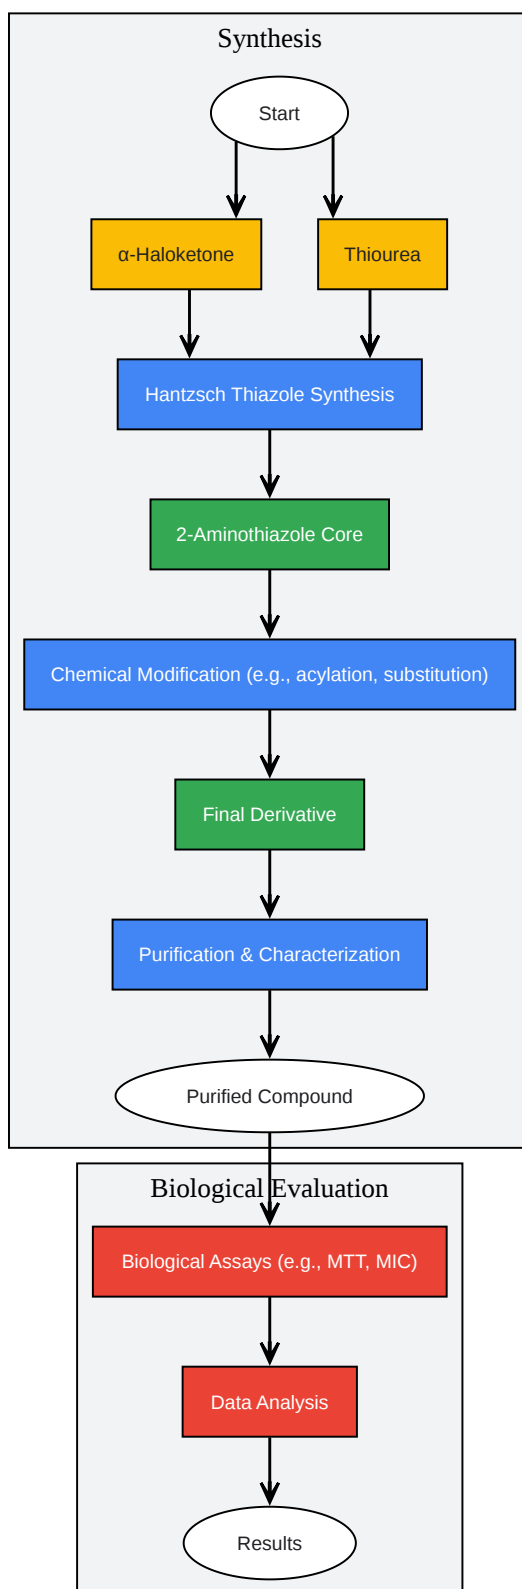 Synthesis
Start
α-Haloketone
Thiourea
Hantzsch Thiazole Synthesis
2-Aminothiazole Core
Chemical Modification (e.g., acylation, substitution)
Final Derivative
Purification & Characterization
Purified Compound
Biological Evaluation
Biological Assays (e.g., MTT, MIC)
Data Analysis
Results